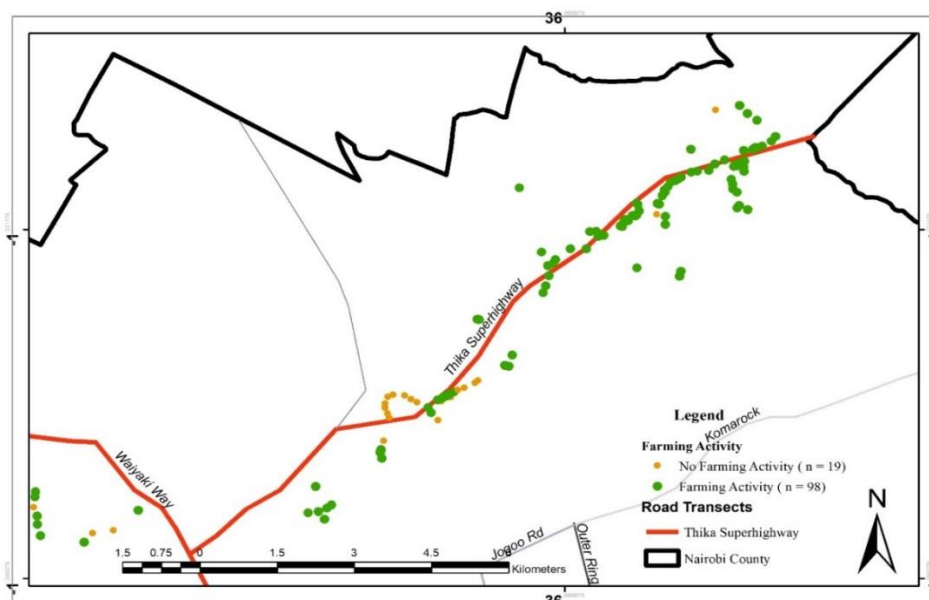 36
-1
-1
Thika Superhighway
Waiyaki Way
Komarock
Jogoo Rd
Outer Ring
Legend
Farming Activity
No Farming Activity ( n = 19)
Farming Activity ( n = 98)
Road Transects
Thika Superhighway
Nairobi County
N
1.5 0.75 0 1.5 3 4.5
Kilometers
36